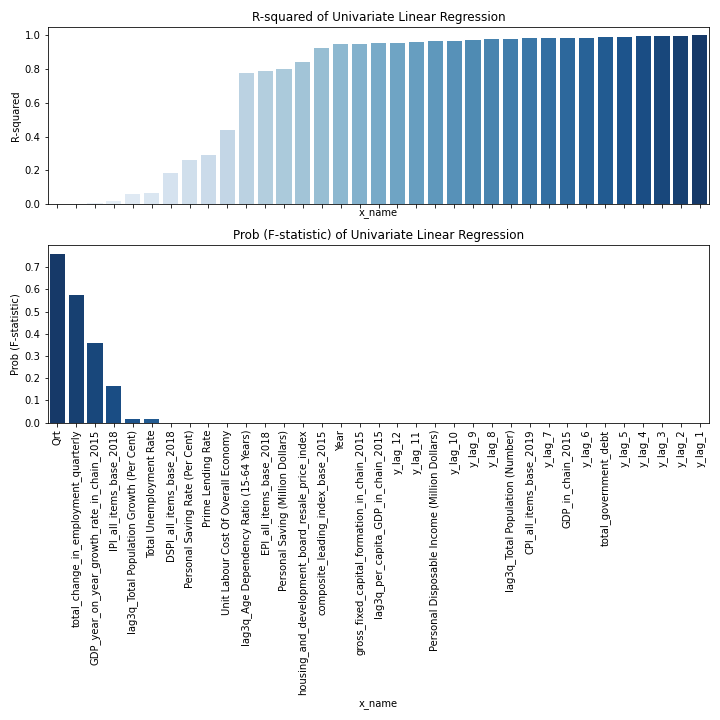 R-squared of Univariate Linear Regression
1.0
0.8
0.6
0.4
0.2
0.0
R-squared
x_name
Prob (F-statistic) of Univariate Linear Regression
0.7
0.6
0.5
0.4
0.3
0.2
0.1
0.0
Prob (F-statistic)
Qrt
total_change_in_employment_quarterly
GDP_year_on_year_growth_rate_in_chain_2015
IPI_all_items_base_2018
lag3q_Total Population Growth (Per Cent)
Total Unemployment Rate
DSPI_all_items_base_2018
Personal Saving Rate (Per Cent)
Prime Lending Rate
Unit Labour Cost Of Overall Economy
lag3q_Age Dependency Ratio (15-64 Years)
EPI_all_items_base_2018
Personal Saving (Million Dollars)
housing_and_development_board_resale_price_index
composite_leading_index_base_2015
Year
gross_fixed_capital_formation_in_chain_2015
lag3q_per_capita_GDP_in_chain_2015
y_lag_12
y_lag_11
Personal Disposable Income (Million Dollars)
y_lag_10
y_lag_9
y_lag_8
lag3q_Total Population (Number)
CPI_all_items_base_2019
y_lag_7
GDP_in_chain_2015
y_lag_6
total_government_debt
y_lag_5
y_lag_4
y_lag_3
y_lag_2
y_lag_1
x_name